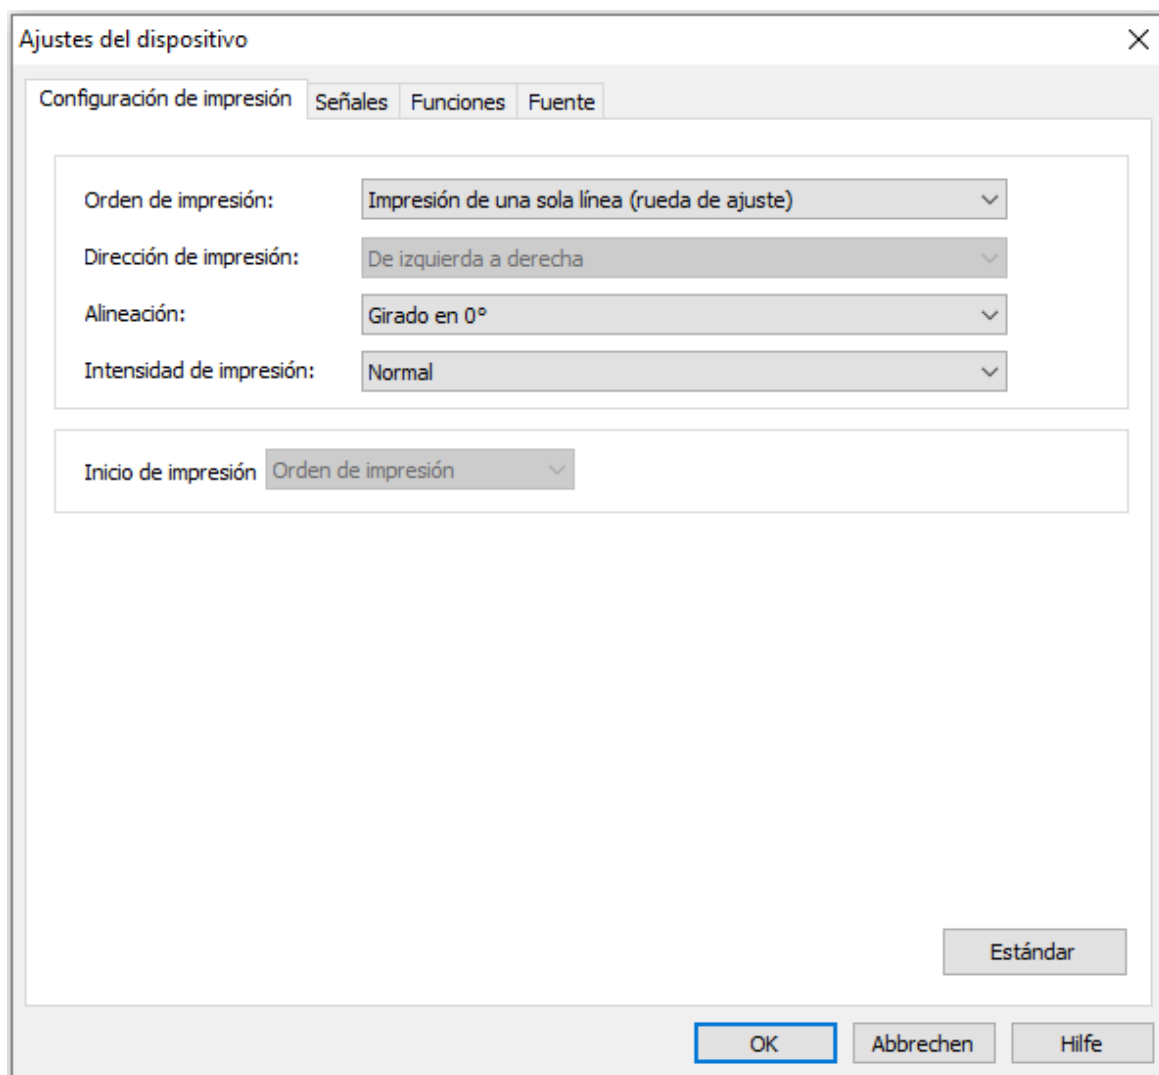 Ajustes del dispositivo
Configuración de impresión Señales Funciones Fuente
Orden de impresión: Impresión de una sola línea (rueda de ajuste)
Dirección de impresión: De izquierda a derecha
Alineación: Girado en 0°
Intensidad de impresión: Normal
Inicio de impresión Orden de impresión
Estándar
OK Abbrechen Hilfe